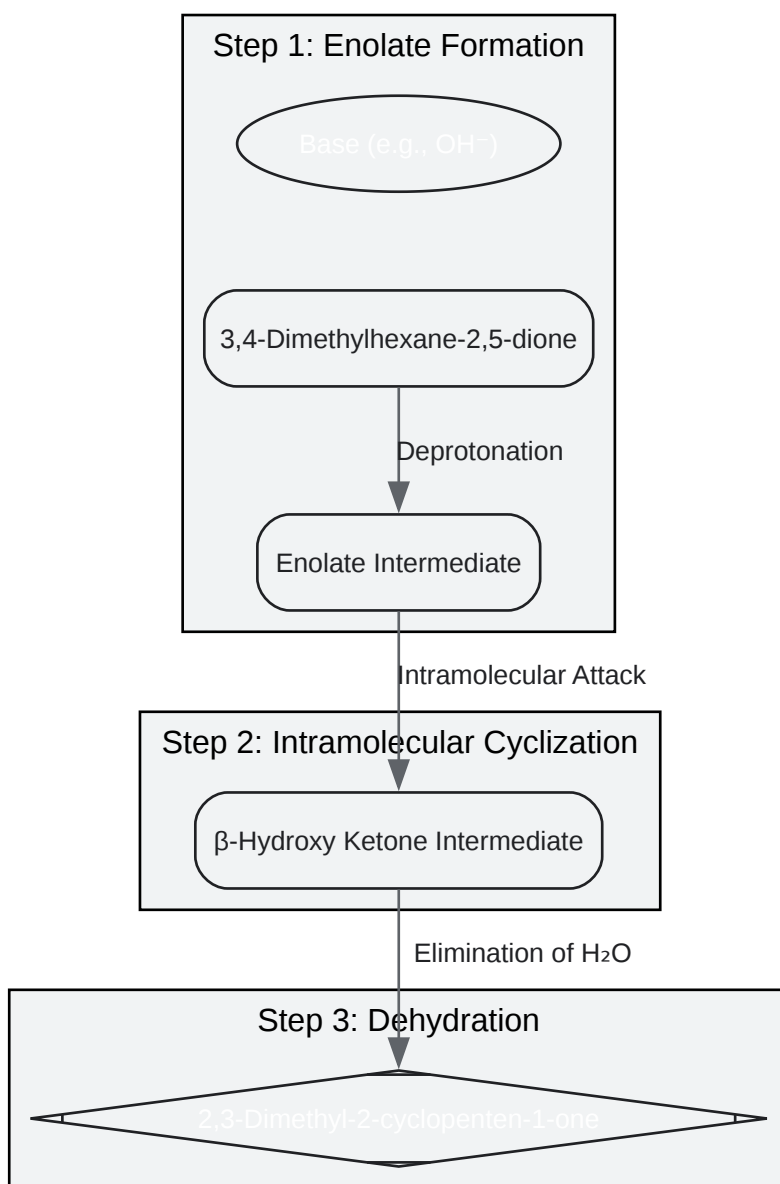 Step 1: Enolate Formation
Base (e.g., OH⁻)
3,4-Dimethylhexane-2,5-dione
Deprotonation
Enolate Intermediate
Intramolecular Attack
Step 2: Intramolecular Cyclization
β-Hydroxy Ketone Intermediate
Elimination of H₂O
Step 3: Dehydration
2,3-Dimethyl-2-cyclopenten-1-one